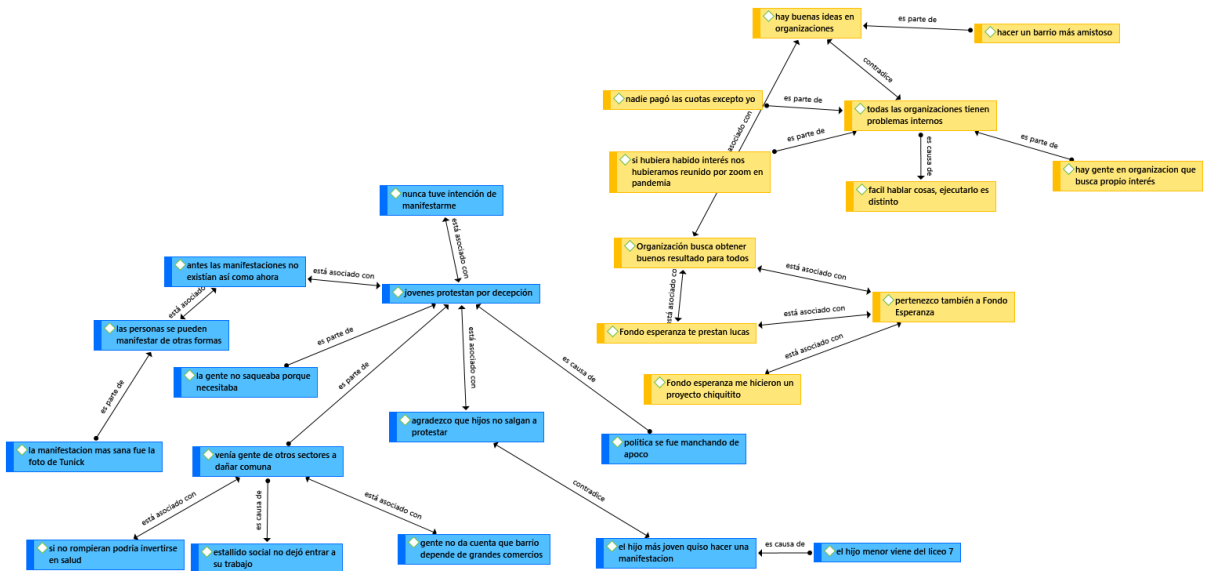 hay buenas ideas en
organizaciones
es parte de
hacer un barrio más amistoso
contradice
nadie pagó las cuotas excepto yo
es parte de
todas las organizaciones tienen
problemas internos
está asociado con
es parte de
es causa de
es parte de
si hubiera habido interés nos
hubieramos reunido por zoom en
pandemia
hay gente en organizacion que
busca propio interés
facil hablar cosas, ejecutarlo es
distinto
nunca tuve intención de
manifestarme
está asociado con
Organización busca obtener
buenos resultado para todos
está asociado con
antes las manifestaciones no
existían así como ahora
está asociado con
jovenes protestan por decepción
está asociado co
pertenezco también a Fondo
Esperanza
está asociado
las personas se pueden
manifestar de otras formas
Fondo esperanza te prestan lucas
está asociado con
está asociado con
es parte de
está asociado con
es causa de
la gente no saqueaba porque
necesitaba
Fondo esperanza me hicieron un
proyecto chiquitito
es parte de
es parte de
agradezco que hijos no salgan a
protestar
política se fue manchando de
apoco
la manifestacion mas sana fue la
foto de Tunick
venía gente de otros sectores a
dañar comuna
contradice
está asociado con
es causa de
está asociado con
si no rompieran podría invertirse
en salud
estallido social no dejó entrar a
su trabajo
gente no da cuenta que barrio
depende de grandes comercios
el hijo más joven quiso hacer una
manifestacion
es causa de
el hijo menor viene del liceo 7